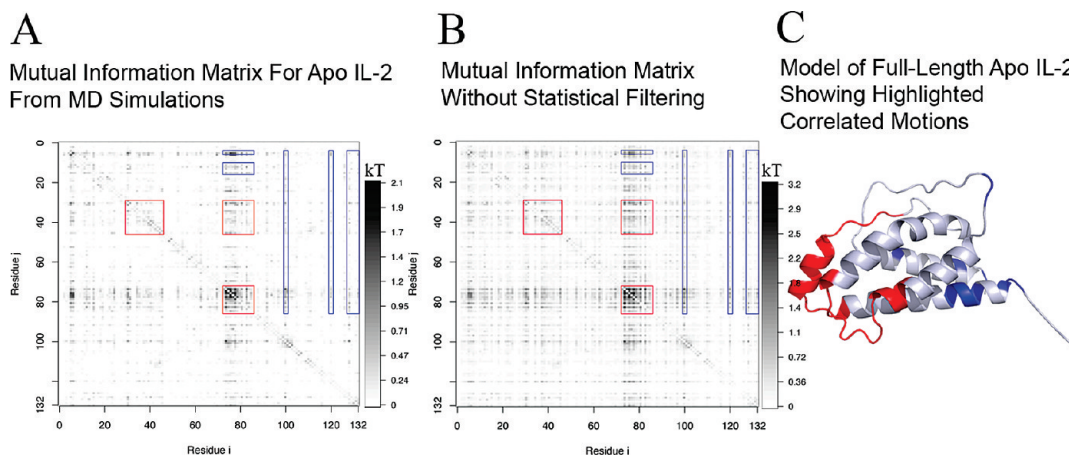 A
Mutual Information Matrix For Apo IL-2
From MD Simulations
kT
2.1
1.9
1.7
1.4
1.2
0.95
0.71
0.47
0.24
0
0
20
40
60
80
100
132
Residue j
0 20 40 60 80 100 120 132
Residue i
B
Mutual Information Matrix
Without Statistical Filtering
kT
3.2
2.9
2.5
2.2
1.4
1.1
0.72
0.36
0
0
20
40
60
80
100
132
Residue j
0 20 40 60 80 100 120 132
Residue i
C
Model of Full-Length Apo IL-2
Showing Highlighted
Correlated Motions